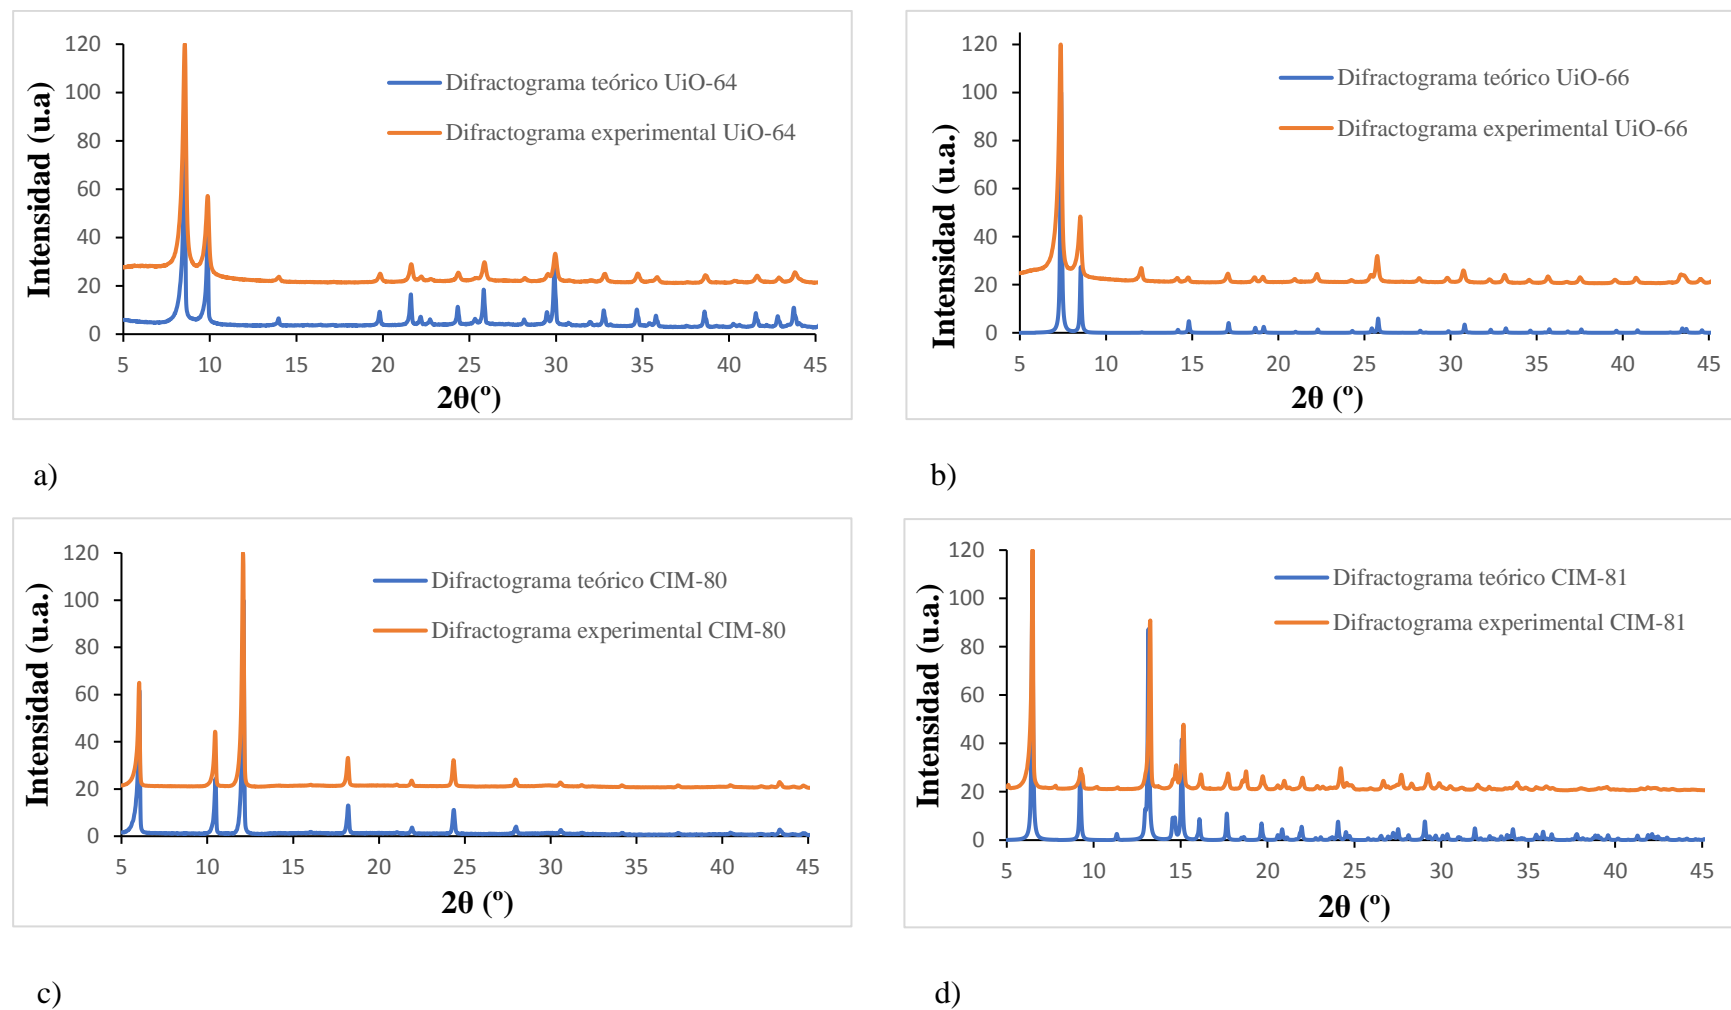 120
100
80
60
40
20
0
Intensidad (u.a)
Difractograma teórico UiO-64
Difractograma experimental UiO-64
5 10 15 20 25 30 35 40 45
2θ(º)
a)
120
100
80
60
40
20
0
Intensidad (u.a.)
Difractograma teórico UiO-66
Difractograma experimental UiO-66
5 10 15 20 25 30 35 40 45
2θ (º)
b)
120
100
80
60
40
20
0
Intensidad (u.a.)
Difractograma teórico CIM-80
Difractograma experimental CIM-80
5 10 15 20 25 30 35 40 45
2θ (º)
c)
120
100
80
60
40
20
0
Intensidad (u.a.)
Difractograma teórico CIM-81
Difractograma experimental CIM-81
5 10 15 20 25 30 35 40 45
2θ (º)
d)